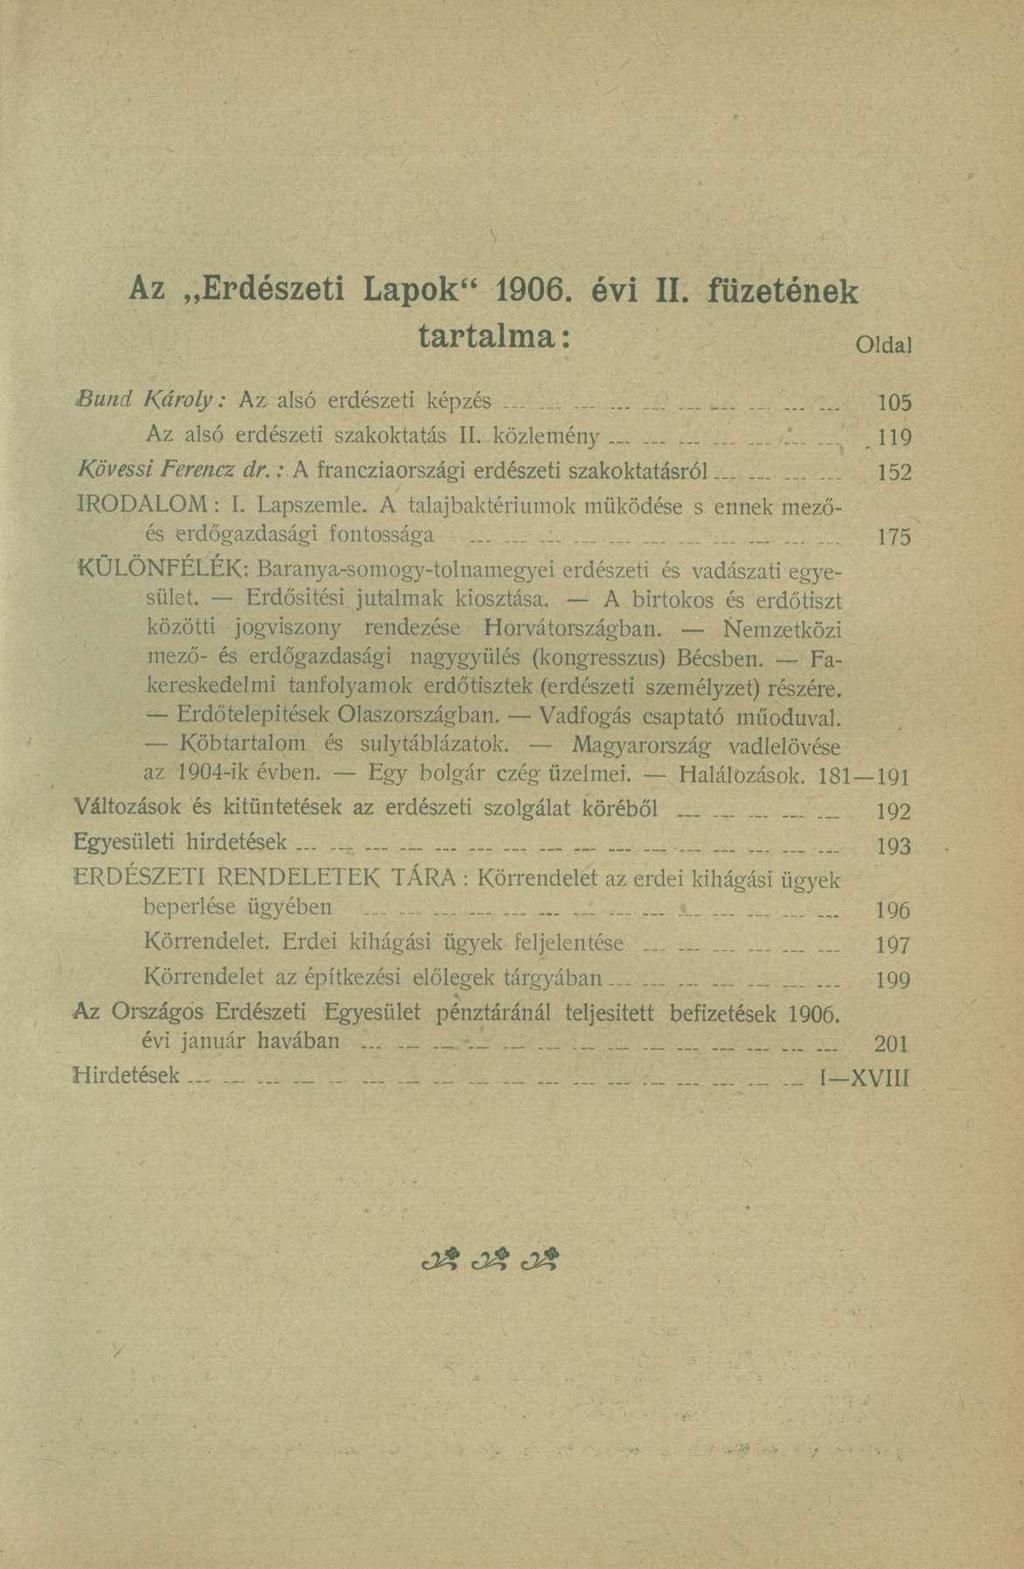 Az „Erdészeti Lapok“ 1906. évi II. füzetének
tartalma:
Oldal
Bund Károly: Az alsó erdészeti képzés 105
Az alsó erdészeti szakoktatás II. közlemény 119
Kövessi Ferencz dr.: A francziaországi erdészeti szakoktatásról 152
IRODALOM: I. Lapszemle. A talajbaktériumok müködése s ennek mező-
és erdőgazdasági fontossága 175
KÜLÖNFÉLÉK: Baranya-somogy-tolnamegyei erdészeti és vadászati egye-
sület. — Erdősitési jutalmak kiosztása. — A birtokos és erdőtiszt
közötti jogviszony rendezése Horvátországban. — Nemzetközi
mező- és erdőgazdasági nagygyülés (kongresszus) Bécsben. — Fa-
kereskedelmi tanfolyamok erdőtisztek (erdészeti személyzet) részére.
— Erdőtelepitések Olaszországban. — Vadfogás csaptató műoduval.
— Köbtartalom és sulytáblázatok. — Magyarország vadlelövése
az 1904-ik évben. — Egy bolgár czég üzelmei. — Halálozások. 181—191
Változások és kitüntetések az erdészeti szolgálat köréből 192
Egyesületi hirdetések 193
ERDÉSZETI RENDELETEK TÁRA: Körrendelet az erdei kihágási ügyek
beperlése ügyében 196
Körrendelet. Erdei kihágási ügyek feljelentése 197
Körrendelet az építkezési előlegek tárgyában 199
Az Országos Erdészeti Egyesület pénztáránál teljesitett befizetések 1906.
évi január havában 201
Hirdetések I—XVIII